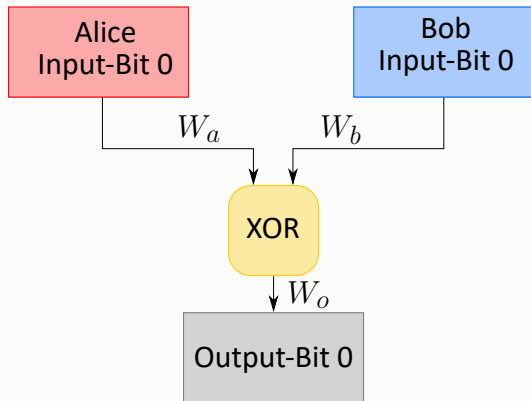 Alice
Input-Bit 0
Bob
Input-Bit 0
W_a
W_b
XOR
W_o
Output-Bit 0